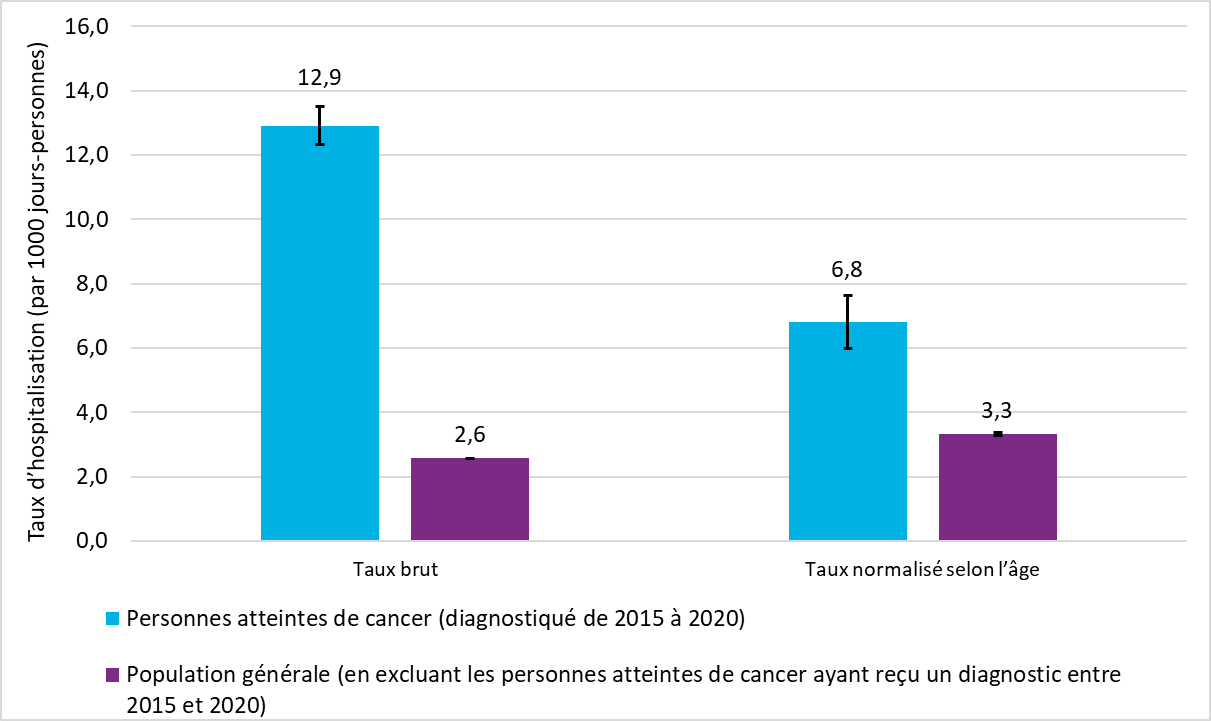 Taux d’hospitalisation (par 1000 jours-personnes)
16,0
14,0
12,0
10,0
8,0
6,0
4,0
2,0
0,0
12,9
2,6
6,8
3,3
Taux brut
Taux normalisé selon l’âge
Personnes atteintes de cancer (diagnostiqué de 2015 à 2020)
Population générale (en excluant les personnes atteintes de cancer ayant reçu un diagnostic entre
2015 et 2020)